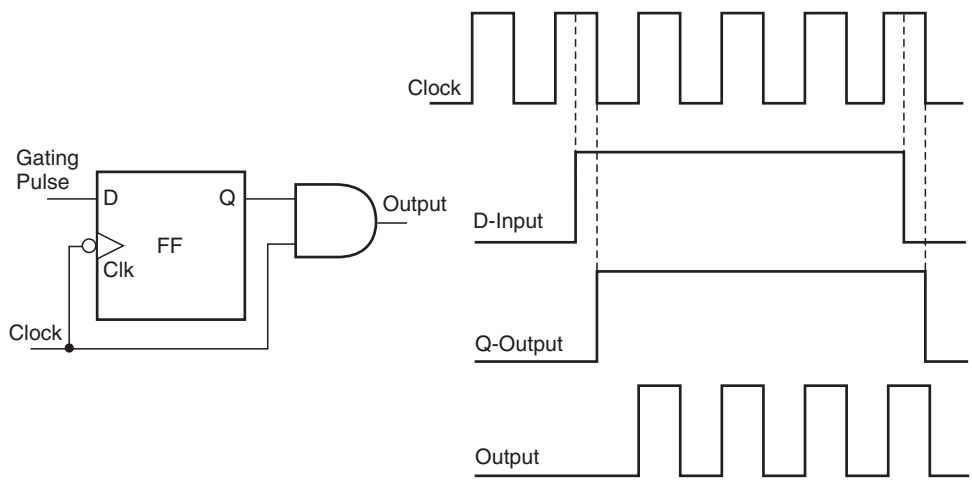 Gating
Pulse
D
Q
FF
Clk
Clock
Output
Clock
D-Input
Q-Output
Output